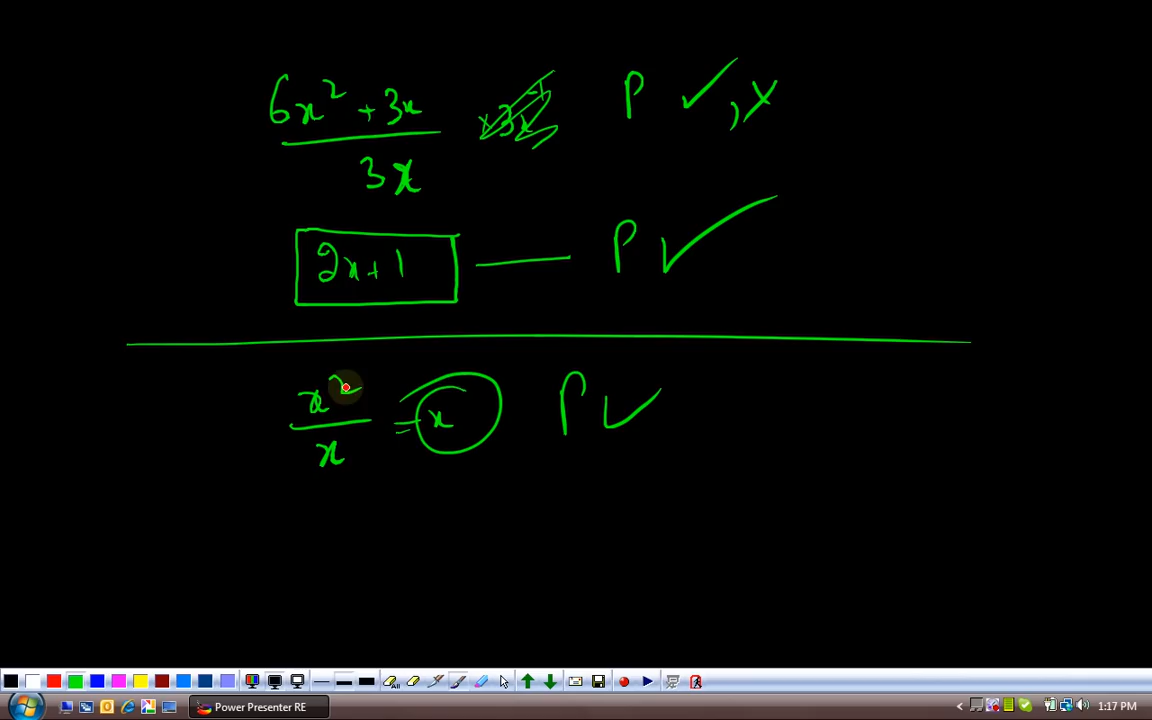 6x² + 3x P ✓, x
3x
2x+1 — P ✓
x² = x P ✓
x
Power Presenter RE
1:17 PM